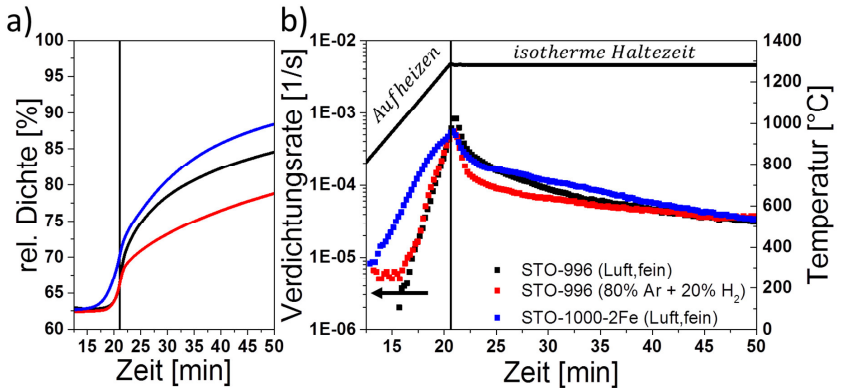 a)
rel. Dichte [%]
100
95
90
85
80
75
70
65
60
15 20 25 30 35 40 45 50
Zeit [min]
b)
Verdichtungsrate [1/s]
1E-02
1E-03
1E-04
1E-05
1E-06
Aufheizen
isotherme Haltezeit
STO-996 (Luft,fein)
STO-996 (80% Ar + 20% H₂)
STO-1000-2Fe (Luft,fein)
15 20 25 30 35 40 45 50
Zeit [min]
1400
1200
1000
800
600
400
200
0
Temperatur [°C]